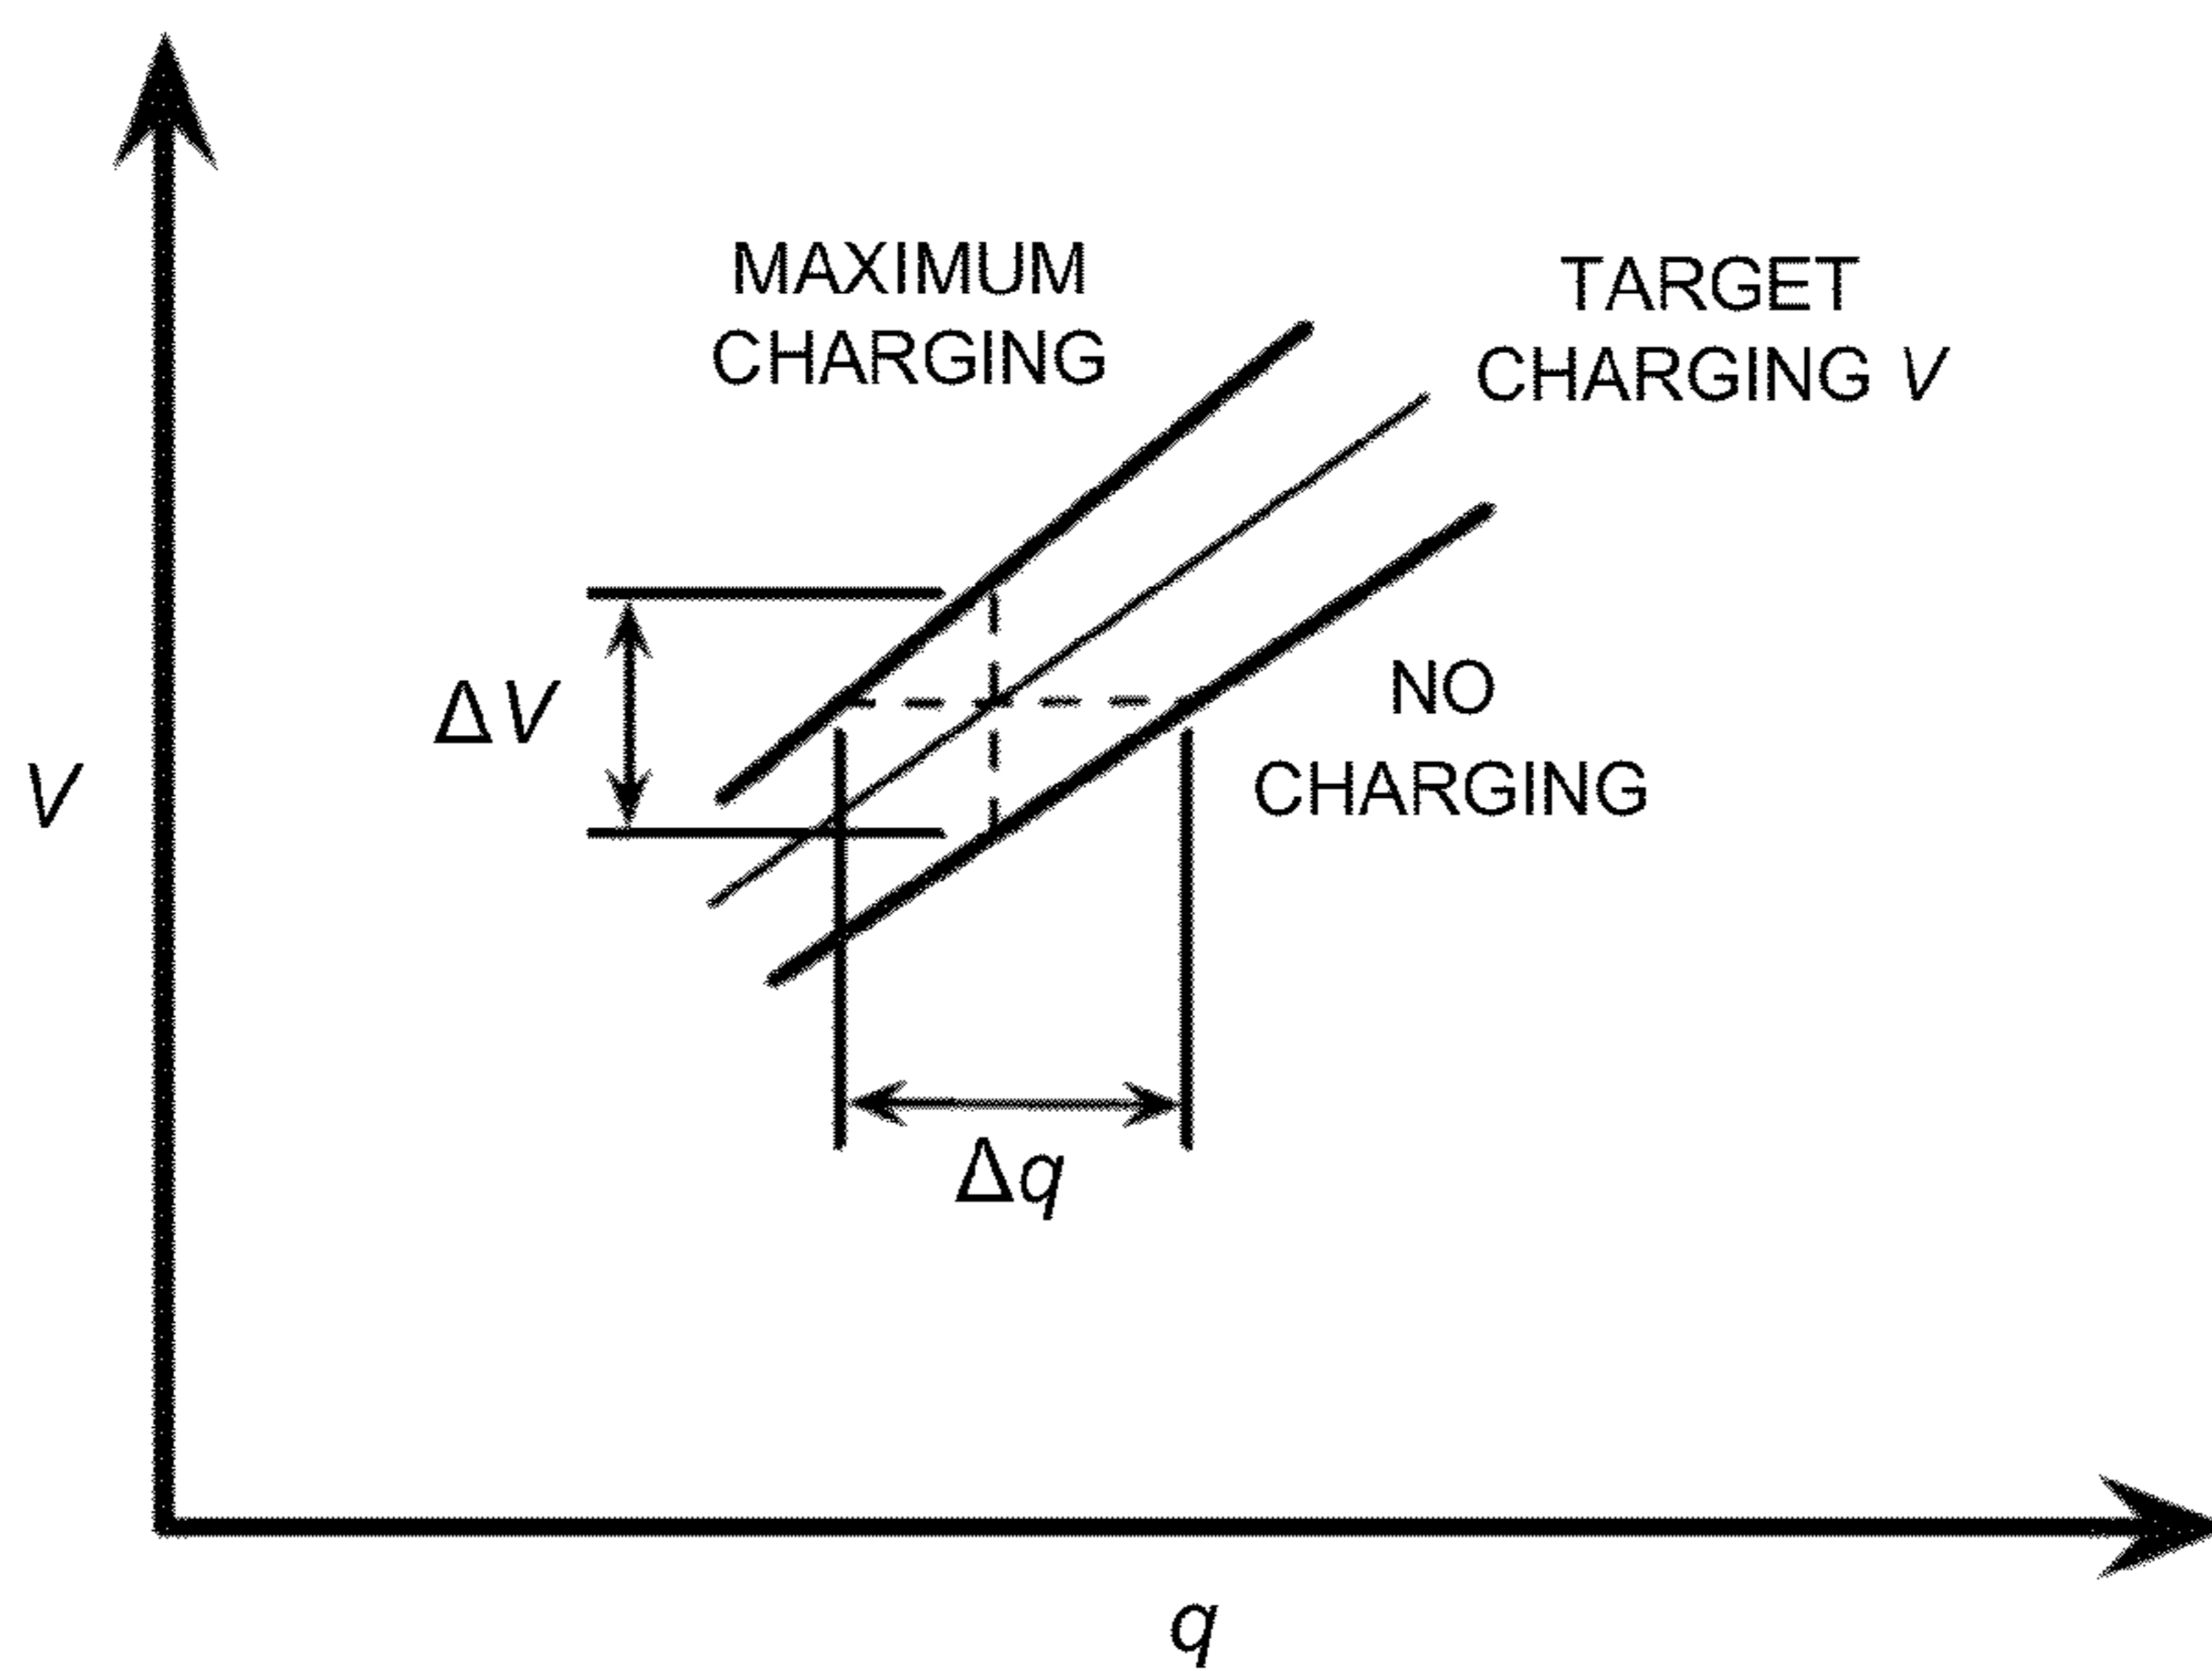 MAXIMUM
CHARGING
TARGET
CHARGING V
ΔV
NO
CHARGING
V
Δq
q